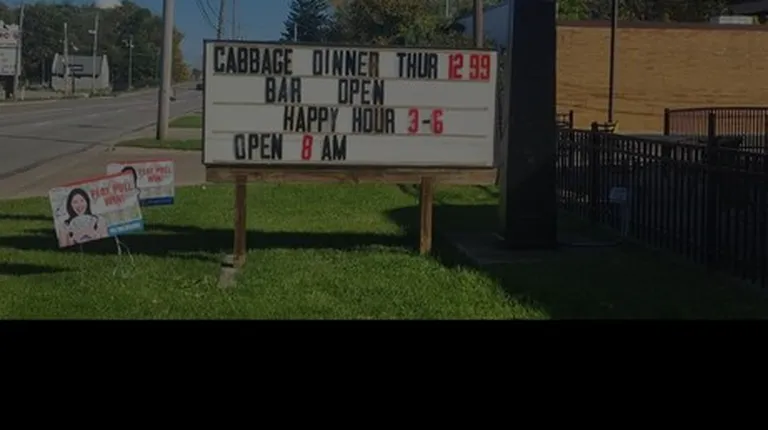 CABBAGE DINNER THUR 12 99
BAR OPEN
HAPPY HOUR 3-6
OPEN 8 AM